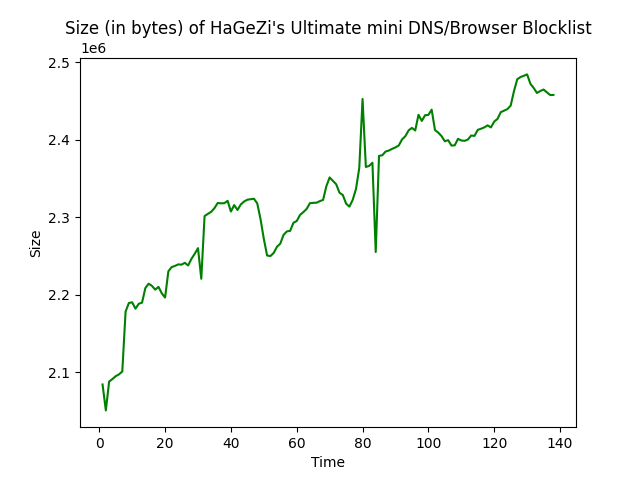 Size (in bytes) of HaGeZi's Ultimate mini DNS/Browser Blocklist
1e6
2.5
2.4
2.3
2.2
2.1
Size
0 20 40 60 80 100 120 140
Time